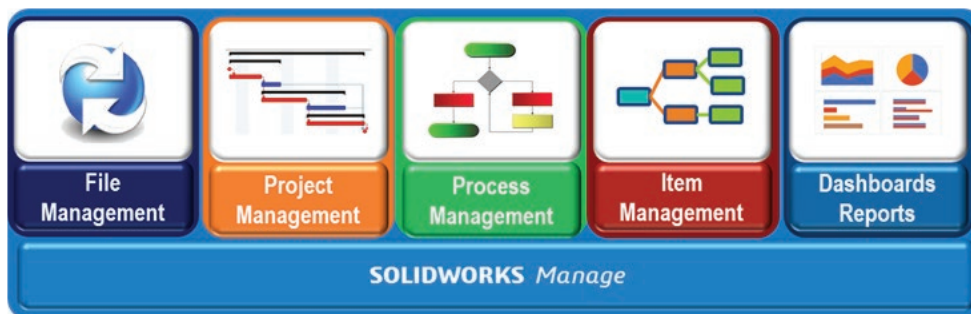 File
Management
Project
Management
Process
Management
Item
Management
Dashboards
Reports
SOLIDWORKS Manage